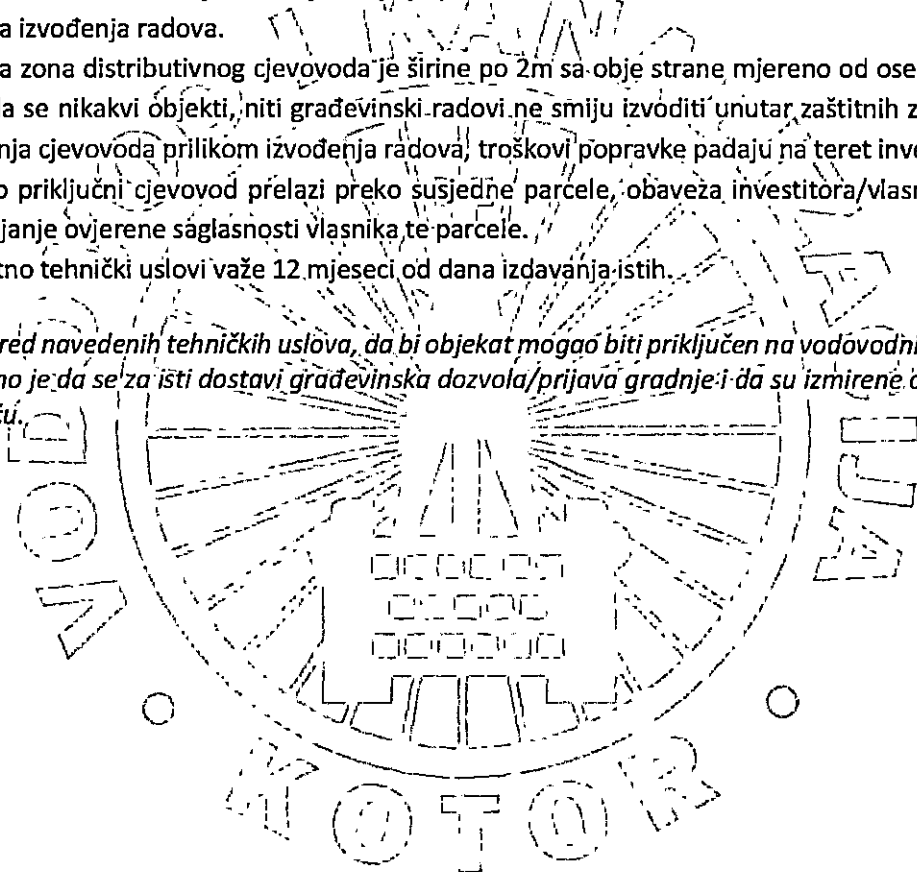 a izvođenja radova.
a zona distributivnog cjevovoda je širine po 2m sa obje strane mjereno od ose
a se nikakvi objekti, niti građevinski radovi ne smiju izvoditi unutar zaštitnih z
nja cjevovoda prilikom izvođenja radova, troškovi popravke padaju na teret inve
o priključni cjevovod prelazi preko susjedne parcele, obaveza investitora/vlasn
janje ovjerene saglasnosti vlasnika te parcele.
tno tehnički uslovi važe 12 mjeseci od dana izdavanja istih.
red navedenih tehničkih uslova, da bi objekat mogao biti priključen na vodovodni
no je da se za isti dostavi građevinska dozvola/prijava gradnje i da su izmirene
ću.
VODOV
IJA
KOTOR